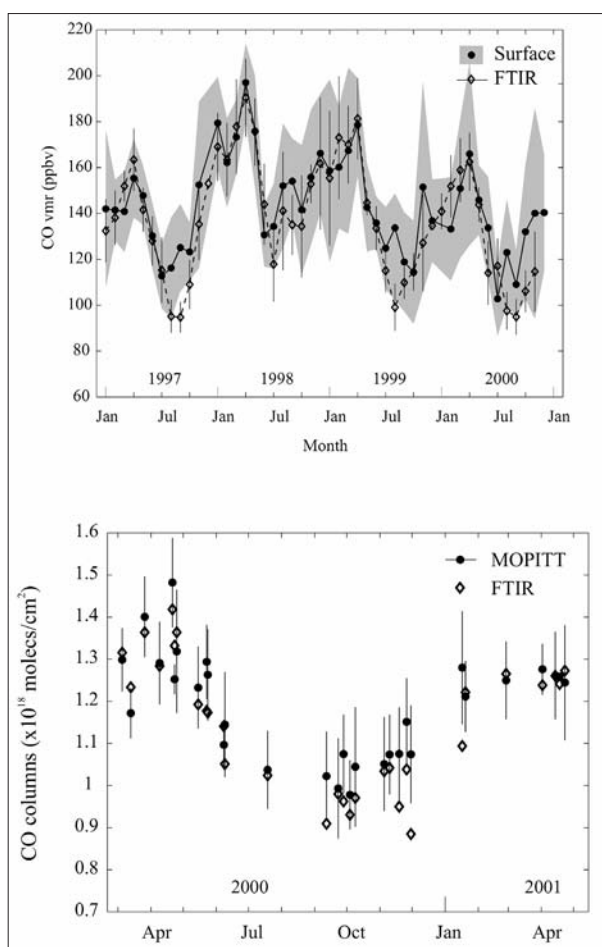 220
200
180
160
140
120
100
80
60
CO vmr (ppbv)
Surface
FTIR
1997
1998
1999
2000
Jan
Jul
Jan
Jul
Jan
Jul
Jan
Jul
Jan
Month
1.6
1.5
1.4
1.3
1.2
1.1
1
0.9
0.8
0.7
CO columns (x10¹⁸ molecs/cm²)
MOPITT
FTIR
2000
2001
Apr
Jul
Oct
Jan
Apr